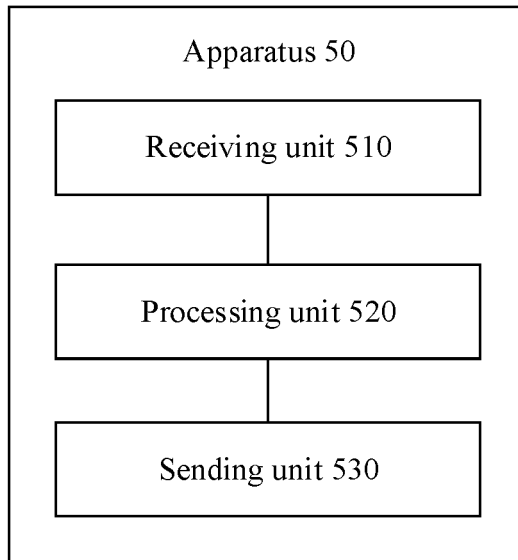 Apparatus 50
Receiving unit 510
Processing unit 520
Sending unit 530